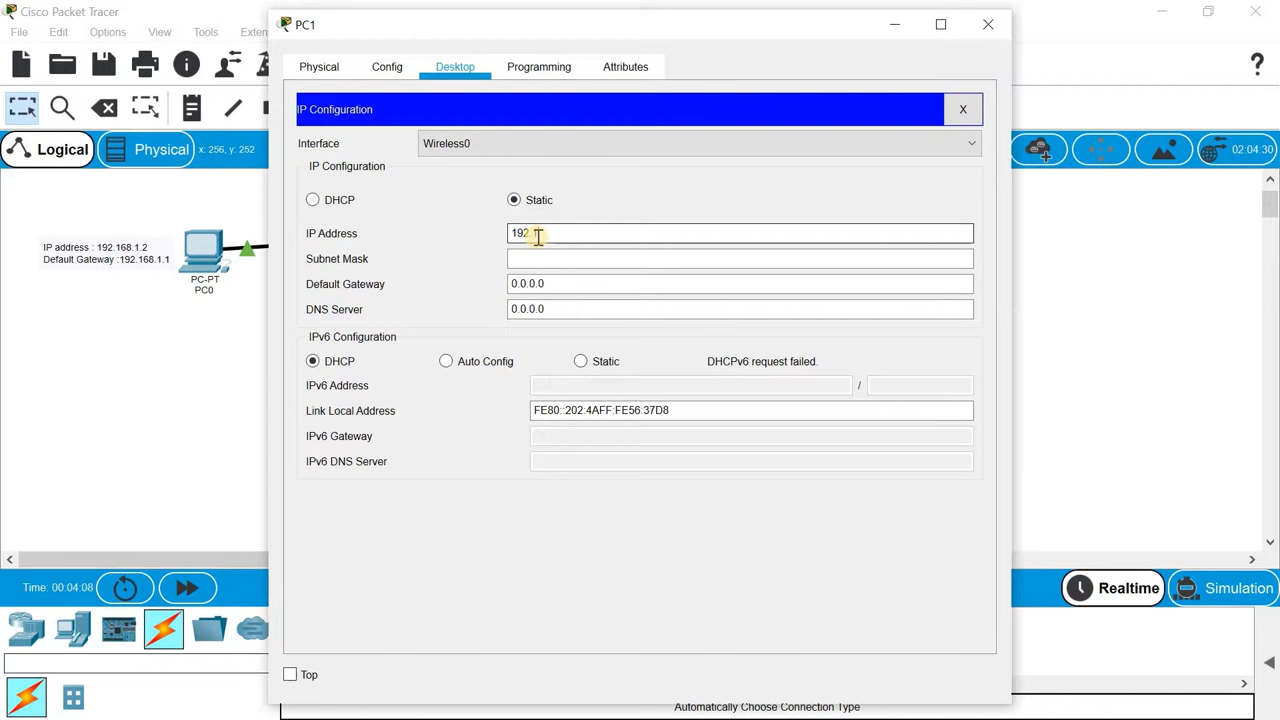 Cisco Packet Tracer
File Edit Options View Tools Exten
Logical
Physical
x: 256, y: 252
02:04:30
IP address : 192.168.1.2
Default Gateway :192.168.1.1
PC-PT
PC0
PC1
Physical Config Desktop Programming Attributes
IP Configuration
X
Interface Wireless0
IP Configuration
DHCP Static
IP Address 192.1
Subnet Mask
Default Gateway 0.0.0.0
DNS Server 0.0.0.0
IPv6 Configuration
DHCP Auto Config Static DHCPv6 request failed.
IPv6 Address /
Link Local Address FE80::202:4AFF:FE56:37D8
IPv6 Gateway
IPv6 DNS Server
Top
Time: 00:04:08
Realtime
Simulation
Automatically Choose Connection Type